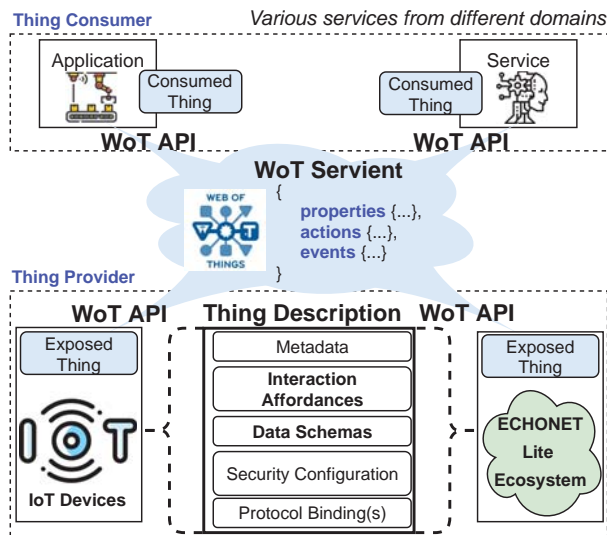 Thing Consumer
Various services from different domains
Application
Consumed
Thing
Service
Consumed
Thing
WoT API
WoT API
WoT Servient
{
properties {...},
actions {...},
events {...}
}
WEB OF
W T
THINGS
Thing Provider
WoT API
Thing Description
WoT API
Exposed
Thing
IOT
IoT Devices
Metadata
Interaction
Affordances
Data Schemas
Security Configuration
Protocol Binding(s)
Exposed
Thing
ECHONET
Lite
Ecosystem